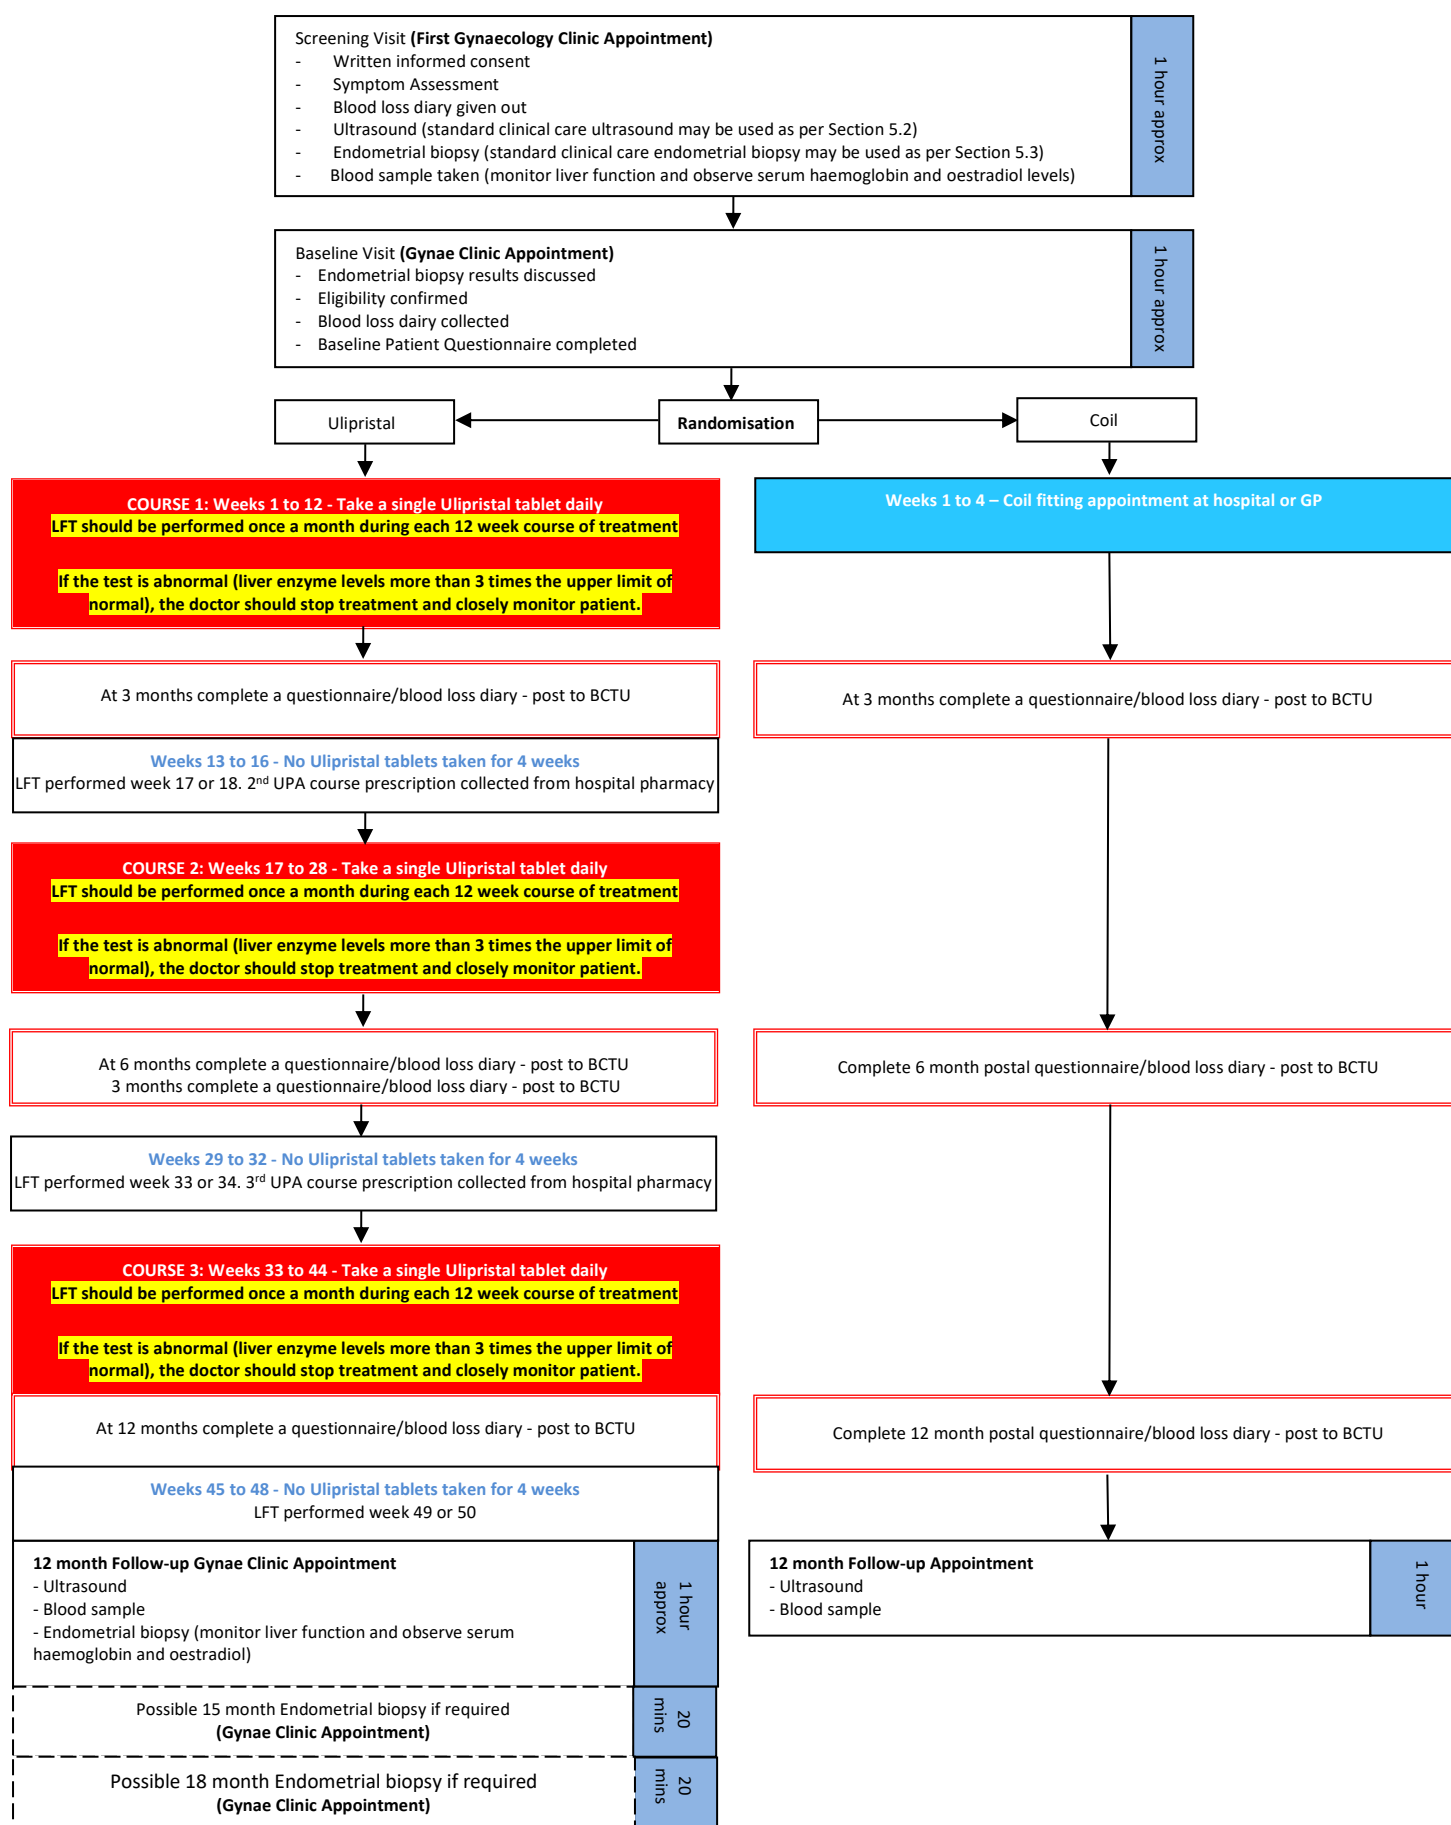 Screening Visit (First Gynaecology Clinic Appointment)
- Written informed consent
- Symptom Assessment
- Blood loss diary given out
- Ultrasound (standard clinical care ultrasound may be used as per Section 5.2)
- Endometrial biopsy (standard clinical care endometrial biopsy may be used as per Section 5.3)
- Blood sample taken (monitor liver function and observe serum haemoglobin and oestradiol levels)
1 hour approx
Baseline Visit (Gynae Clinic Appointment)
- Endometrial biopsy results discussed
- Eligibility confirmed
- Blood loss dairy collected
- Baseline Patient Questionnaire completed
1 hour approx
Ulipristal
Randomisation
Coil
COURSE 1: Weeks 1 to 12 - Take a single Ulipristal tablet daily
LFT should be performed once a month during each 12 week course of treatment
If the test is abnormal (liver enzyme levels more than 3 times the upper limit of
normal), the doctor should stop treatment and closely monitor patient.
Weeks 1 to 4 – Coil fitting appointment at hospital or GP
At 3 months complete a questionnaire/blood loss diary - post to BCTU
At 3 months complete a questionnaire/blood loss diary - post to BCTU
Weeks 13 to 16 - No Ulipristal tablets taken for 4 weeks
LFT performed week 17 or 18. 2nd UPA course prescription collected from hospital pharmacy
COURSE 2: Weeks 17 to 28 - Take a single Ulipristal tablet daily
LFT should be performed once a month during each 12 week course of treatment
If the test is abnormal (liver enzyme levels more than 3 times the upper limit of
normal), the doctor should stop treatment and closely monitor patient.
At 6 months complete a questionnaire/blood loss diary - post to BCTU
3 months complete a questionnaire/blood loss diary - post to BCTU
Complete 6 month postal questionnaire/blood loss diary - post to BCTU
Weeks 29 to 32 - No Ulipristal tablets taken for 4 weeks
LFT performed week 33 or 34. 3rd UPA course prescription collected from hospital pharmacy
COURSE 3: Weeks 33 to 44 - Take a single Ulipristal tablet daily
LFT should be performed once a month during each 12 week course of treatment
If the test is abnormal (liver enzyme levels more than 3 times the upper limit of
normal), the doctor should stop treatment and closely monitor patient.
At 12 months complete a questionnaire/blood loss diary - post to BCTU
Complete 12 month postal questionnaire/blood loss diary - post to BCTU
Weeks 45 to 48 - No Ulipristal tablets taken for 4 weeks
LFT performed week 49 or 50
12 month Follow-up Gynae Clinic Appointment
- Ultrasound
- Blood sample
- Endometrial biopsy (monitor liver function and observe serum
haemoglobin and oestradiol)
1 hour
approx
12 month Follow-up Appointment
- Ultrasound
- Blood sample
1 hour
Possible 15 month Endometrial biopsy if required
(Gynae Clinic Appointment)
20
mins
Possible 18 month Endometrial biopsy if required
(Gynae Clinic Appointment)
20
mins